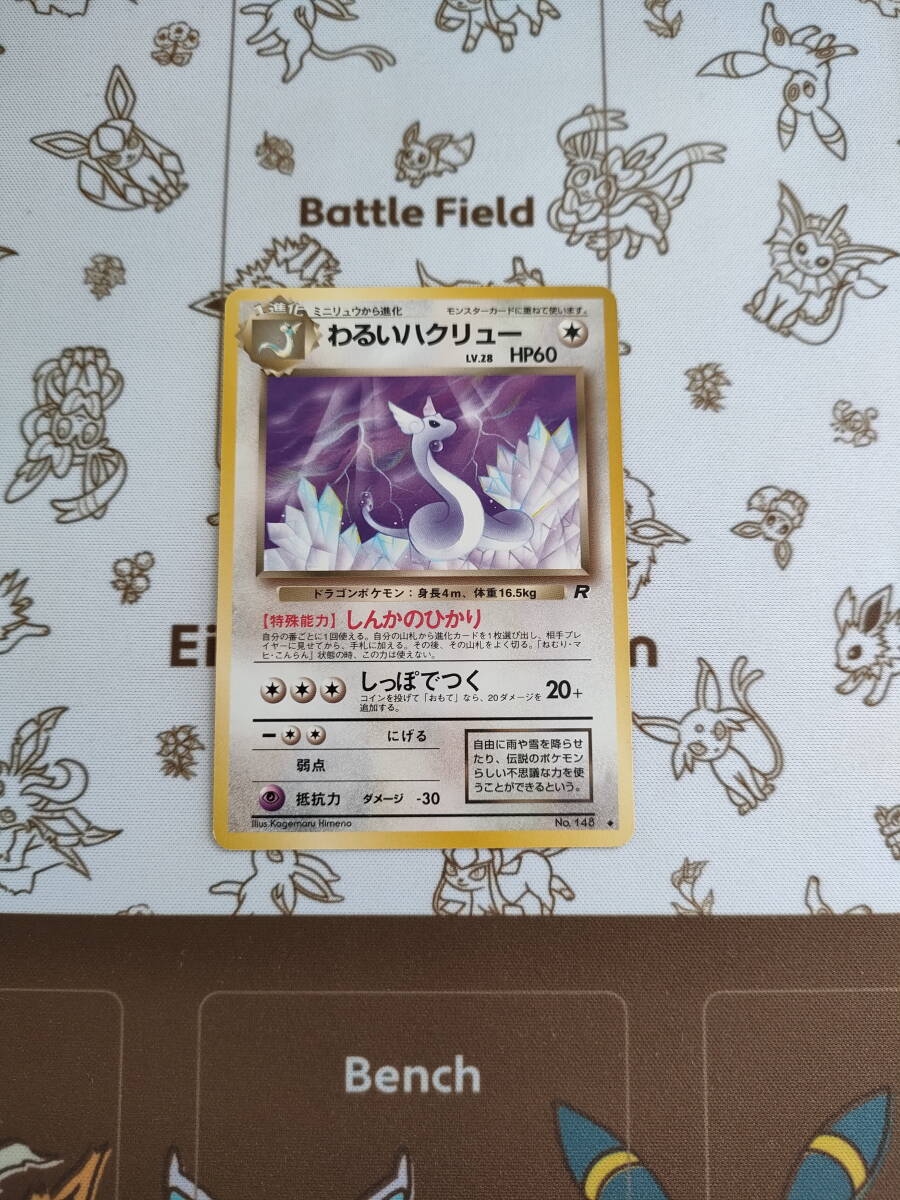 Battle Field
1進化
ミニリュウから進化
モンスターカードに重ねて使います。
わるいハクリュー
LV.28 HP60
ドラゴンポケモン：身長4m、体重16.5kg
R
【特殊能力】しんかのひかり
自分の番ごとに1回使える。自分の山札から進化カードを1枚選び出し、相手プレ
イヤーに見せてから、手札に加える。その後、その山札をよく切る。「ねむり・マ
ヒ・こんらん」状態の時、この力は使えない。
Ei
n
しっぽでつく
コインを投げて「おもて」なら、20ダメージを
追加する。
20+
ー にげる
弱点
抵抗力 ダメージ -30
自由に雨や雪を降らせ
たり、伝説のポケモン
らしい不思議な力を使
うことができるという。
Illus.Kagemaru Himeno
No. 148
Bench